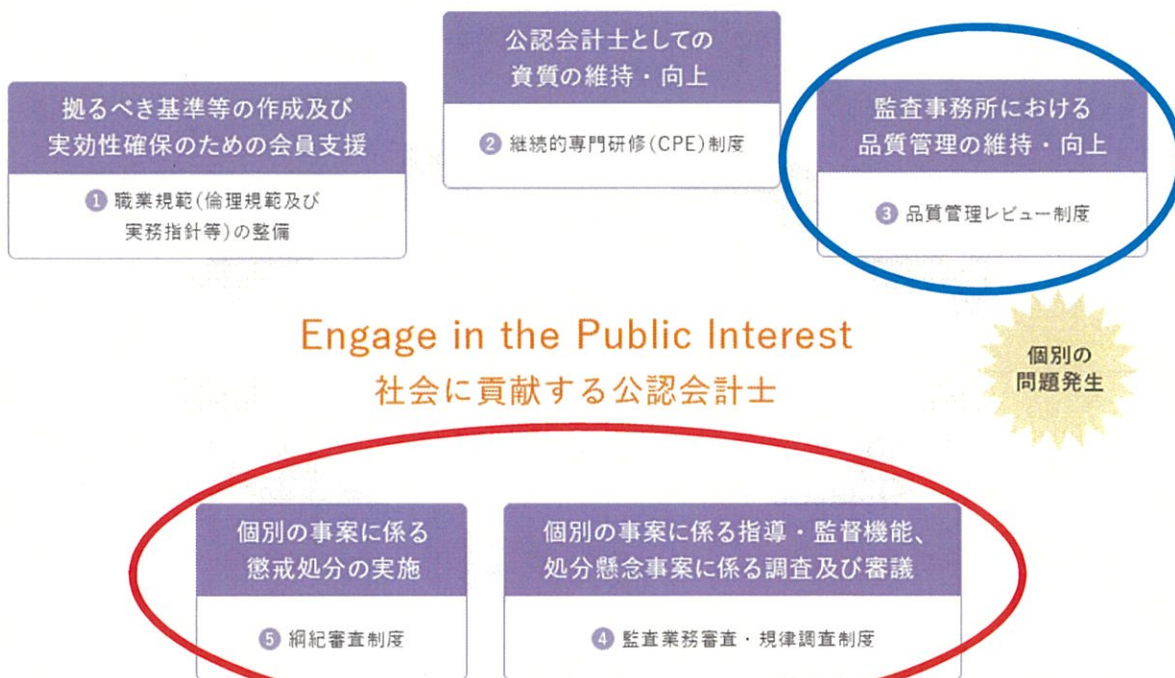 公認会計士としての
資質の維持・向上
❷ 継続的専門研修(CPE)制度
拠るべき基準等の作成及び
実効性確保のための会員支援
❶ 職業規範(倫理規範及び
実務指針等)の整備
監査事務所における
品質管理の維持・向上
❸ 品質管理レビュー制度
Engage in the Public Interest
社会に貢献する公認会計士
個別の
問題発生
個別の事案に係る
懲戒処分の実施
❺ 綱紀審査制度
個別の事案に係る指導・監督機能、
処分懸念事案に係る調査及び審議
❹ 監査業務審査・規律調査制度